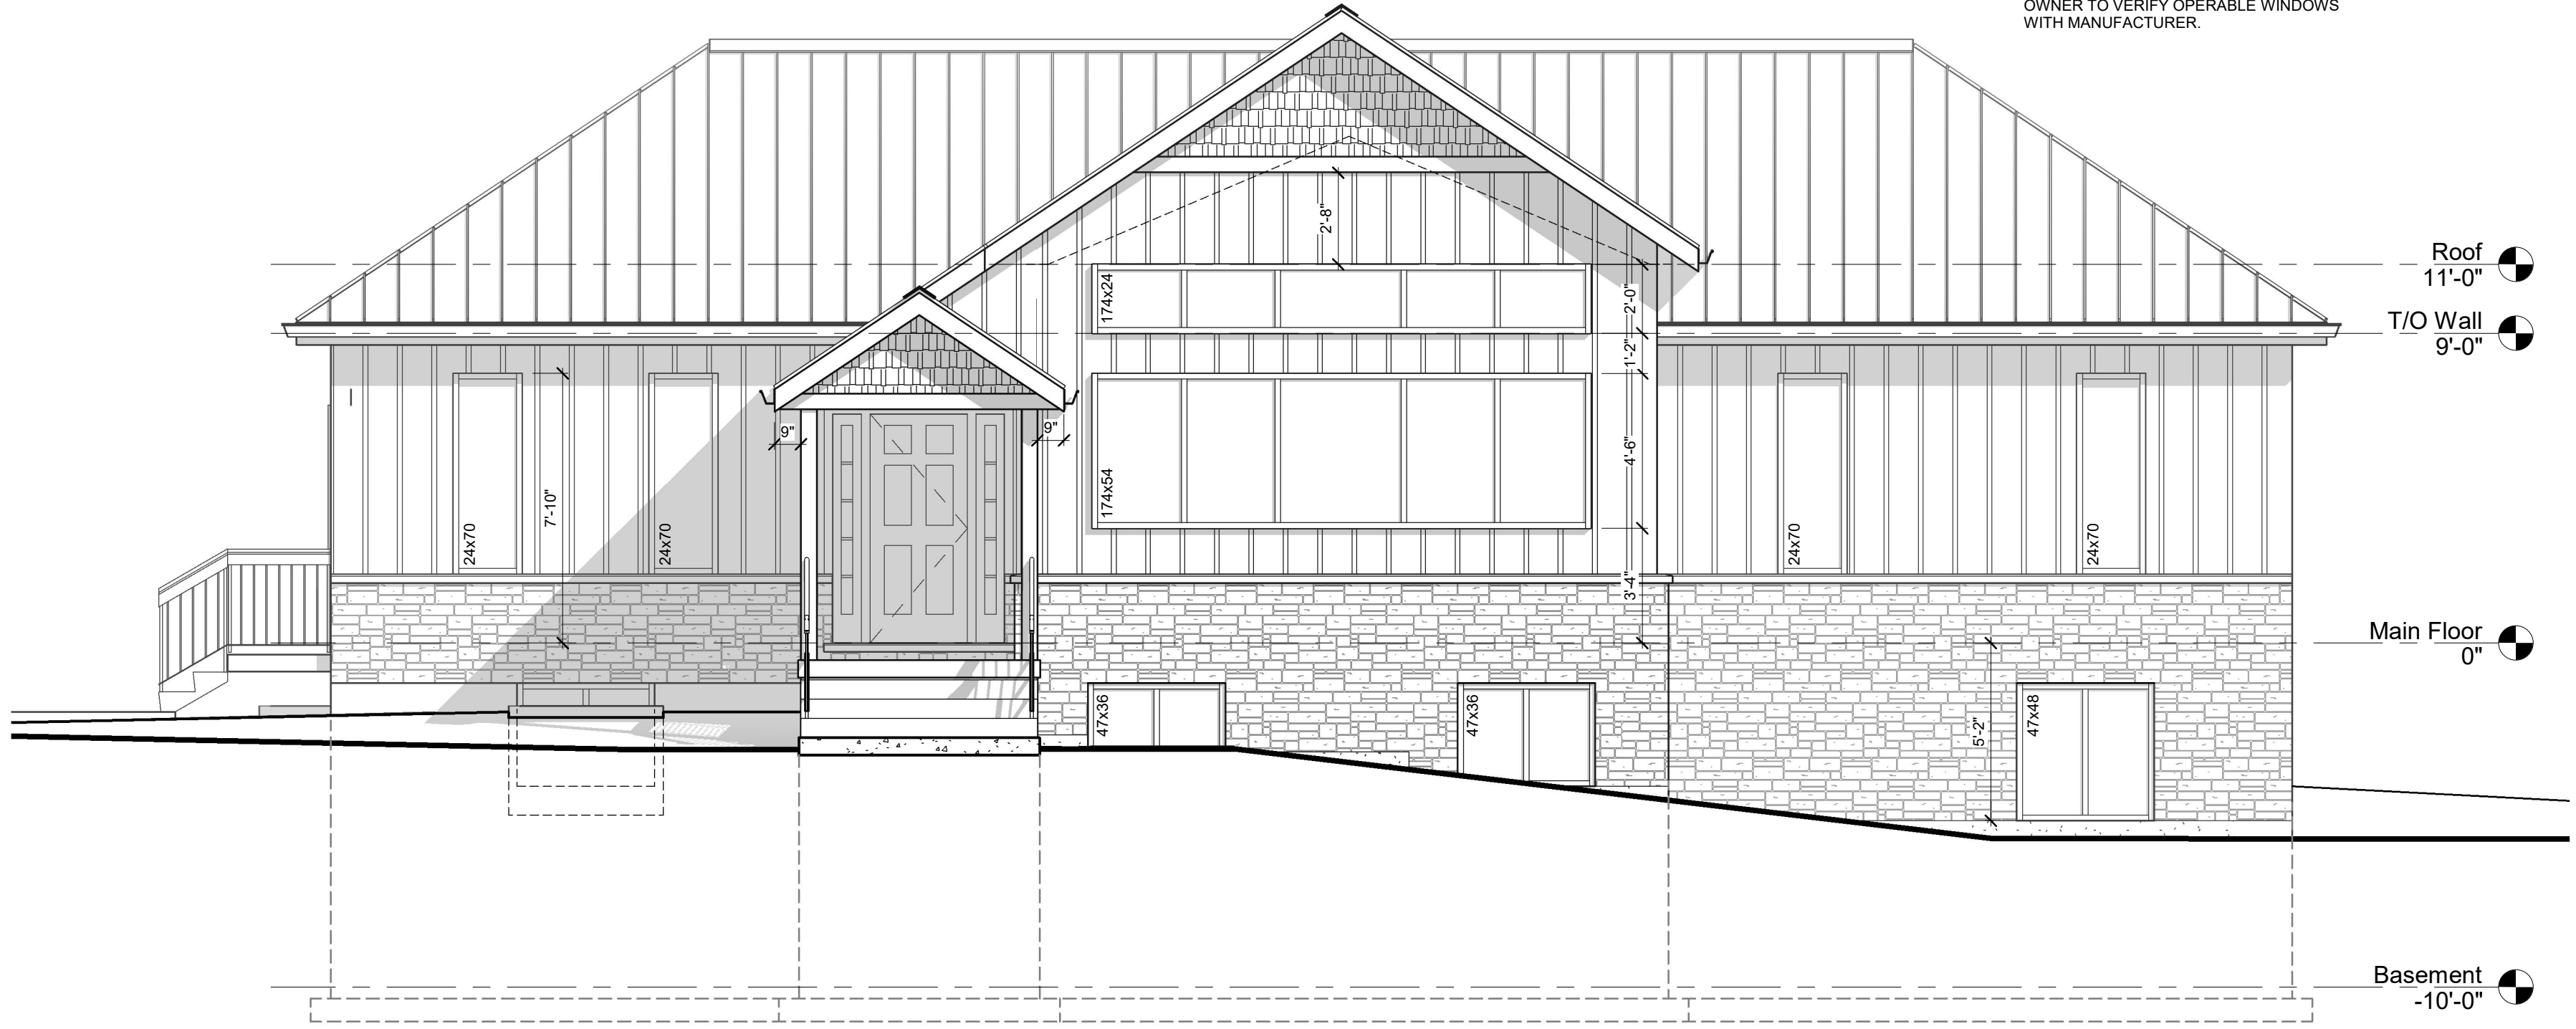 OWNER TO VERIFY OPERABLE WINDOWS
WITH MANUFACTURER.
2'-8"
Roof
11'-0"
174x24
2'-0"
T/O Wall
9'-0"
1'-2"
9"
9"
174x54
4'-6"
7'-10"
24x70
24x70
24x70
24x70
3'-4"
Main Floor
0"
47x36
47x36
47x48
5'-2"
Basement
-10'-0"